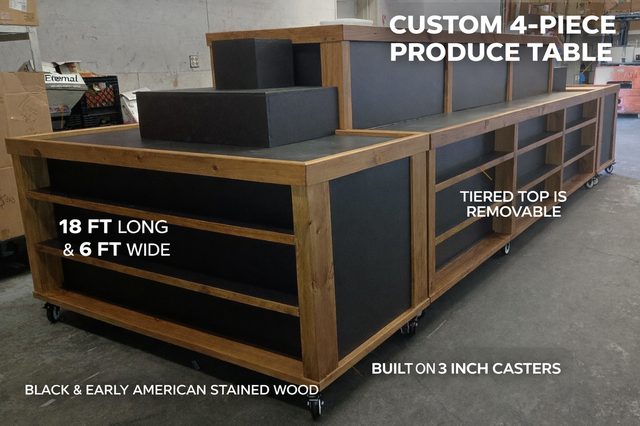 CUSTOM 4-PIECE
PRODUCE TABLE
18 FT LONG
& 6 FT WIDE
TIERED TOP IS
REMOVABLE
BUILT ON 3 INCH CASTERS
BLACK & EARLY AMERICAN STAINED WOOD